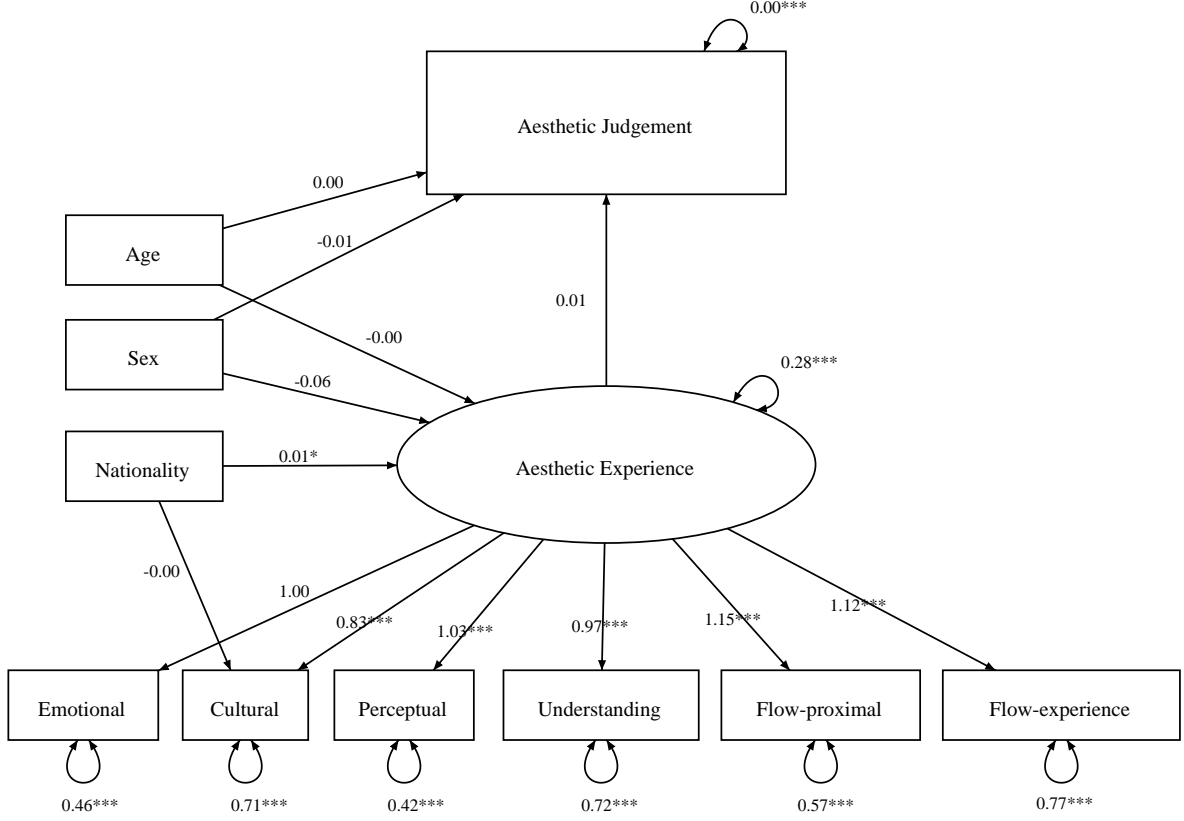 0.00***
Aesthetic Judgement
0.00
-0.01
Age
0.01
-0.00
Sex
0.28***
-0.06
0.01*
Nationality
Aesthetic Experience
-0.00
1.00
0.83***
1.03***
0.97***
1.15***
1.12***
Emotional
Cultural
Perceptual
Understanding
Flow-proximal
Flow-experience
0.46***
0.71***
0.42***
0.72***
0.57***
0.77***